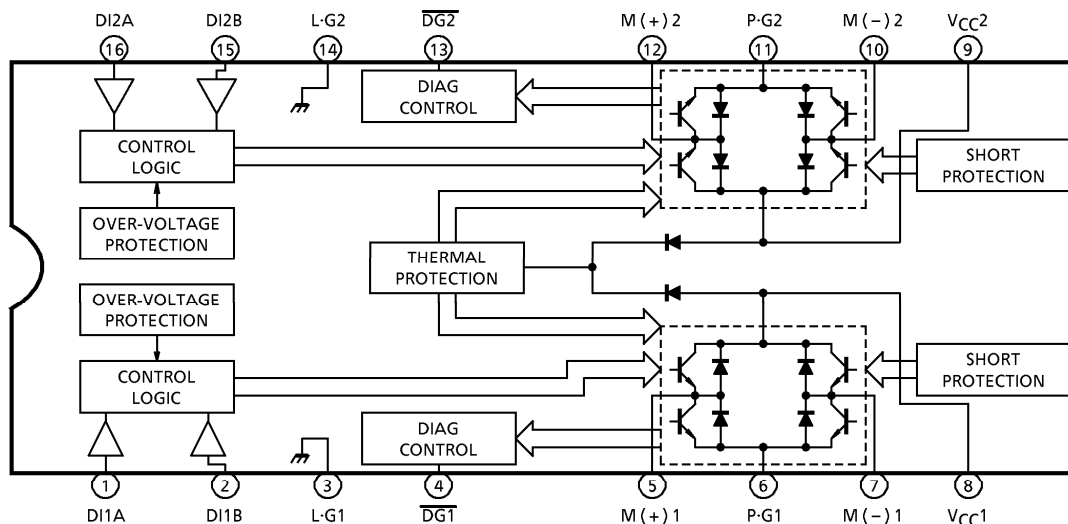 DI2A DI2B L·G2 DG2 M(+)2 P·G2 M(−)2 VCC2
16 15 14 13 12 11 10 9
DIAG
CONTROL
CONTROL
LOGIC
SHORT
PROTECTION
OVER-VOLTAGE
PROTECTION
THERMAL
PROTECTION
OVER-VOLTAGE
PROTECTION
CONTROL
LOGIC
SHORT
PROTECTION
DIAG
CONTROL
1 2 3 4 5 6 7 8
DI1A DI1B L·G1 DG1 M(+)1 P·G1 M(−)1 VCC1